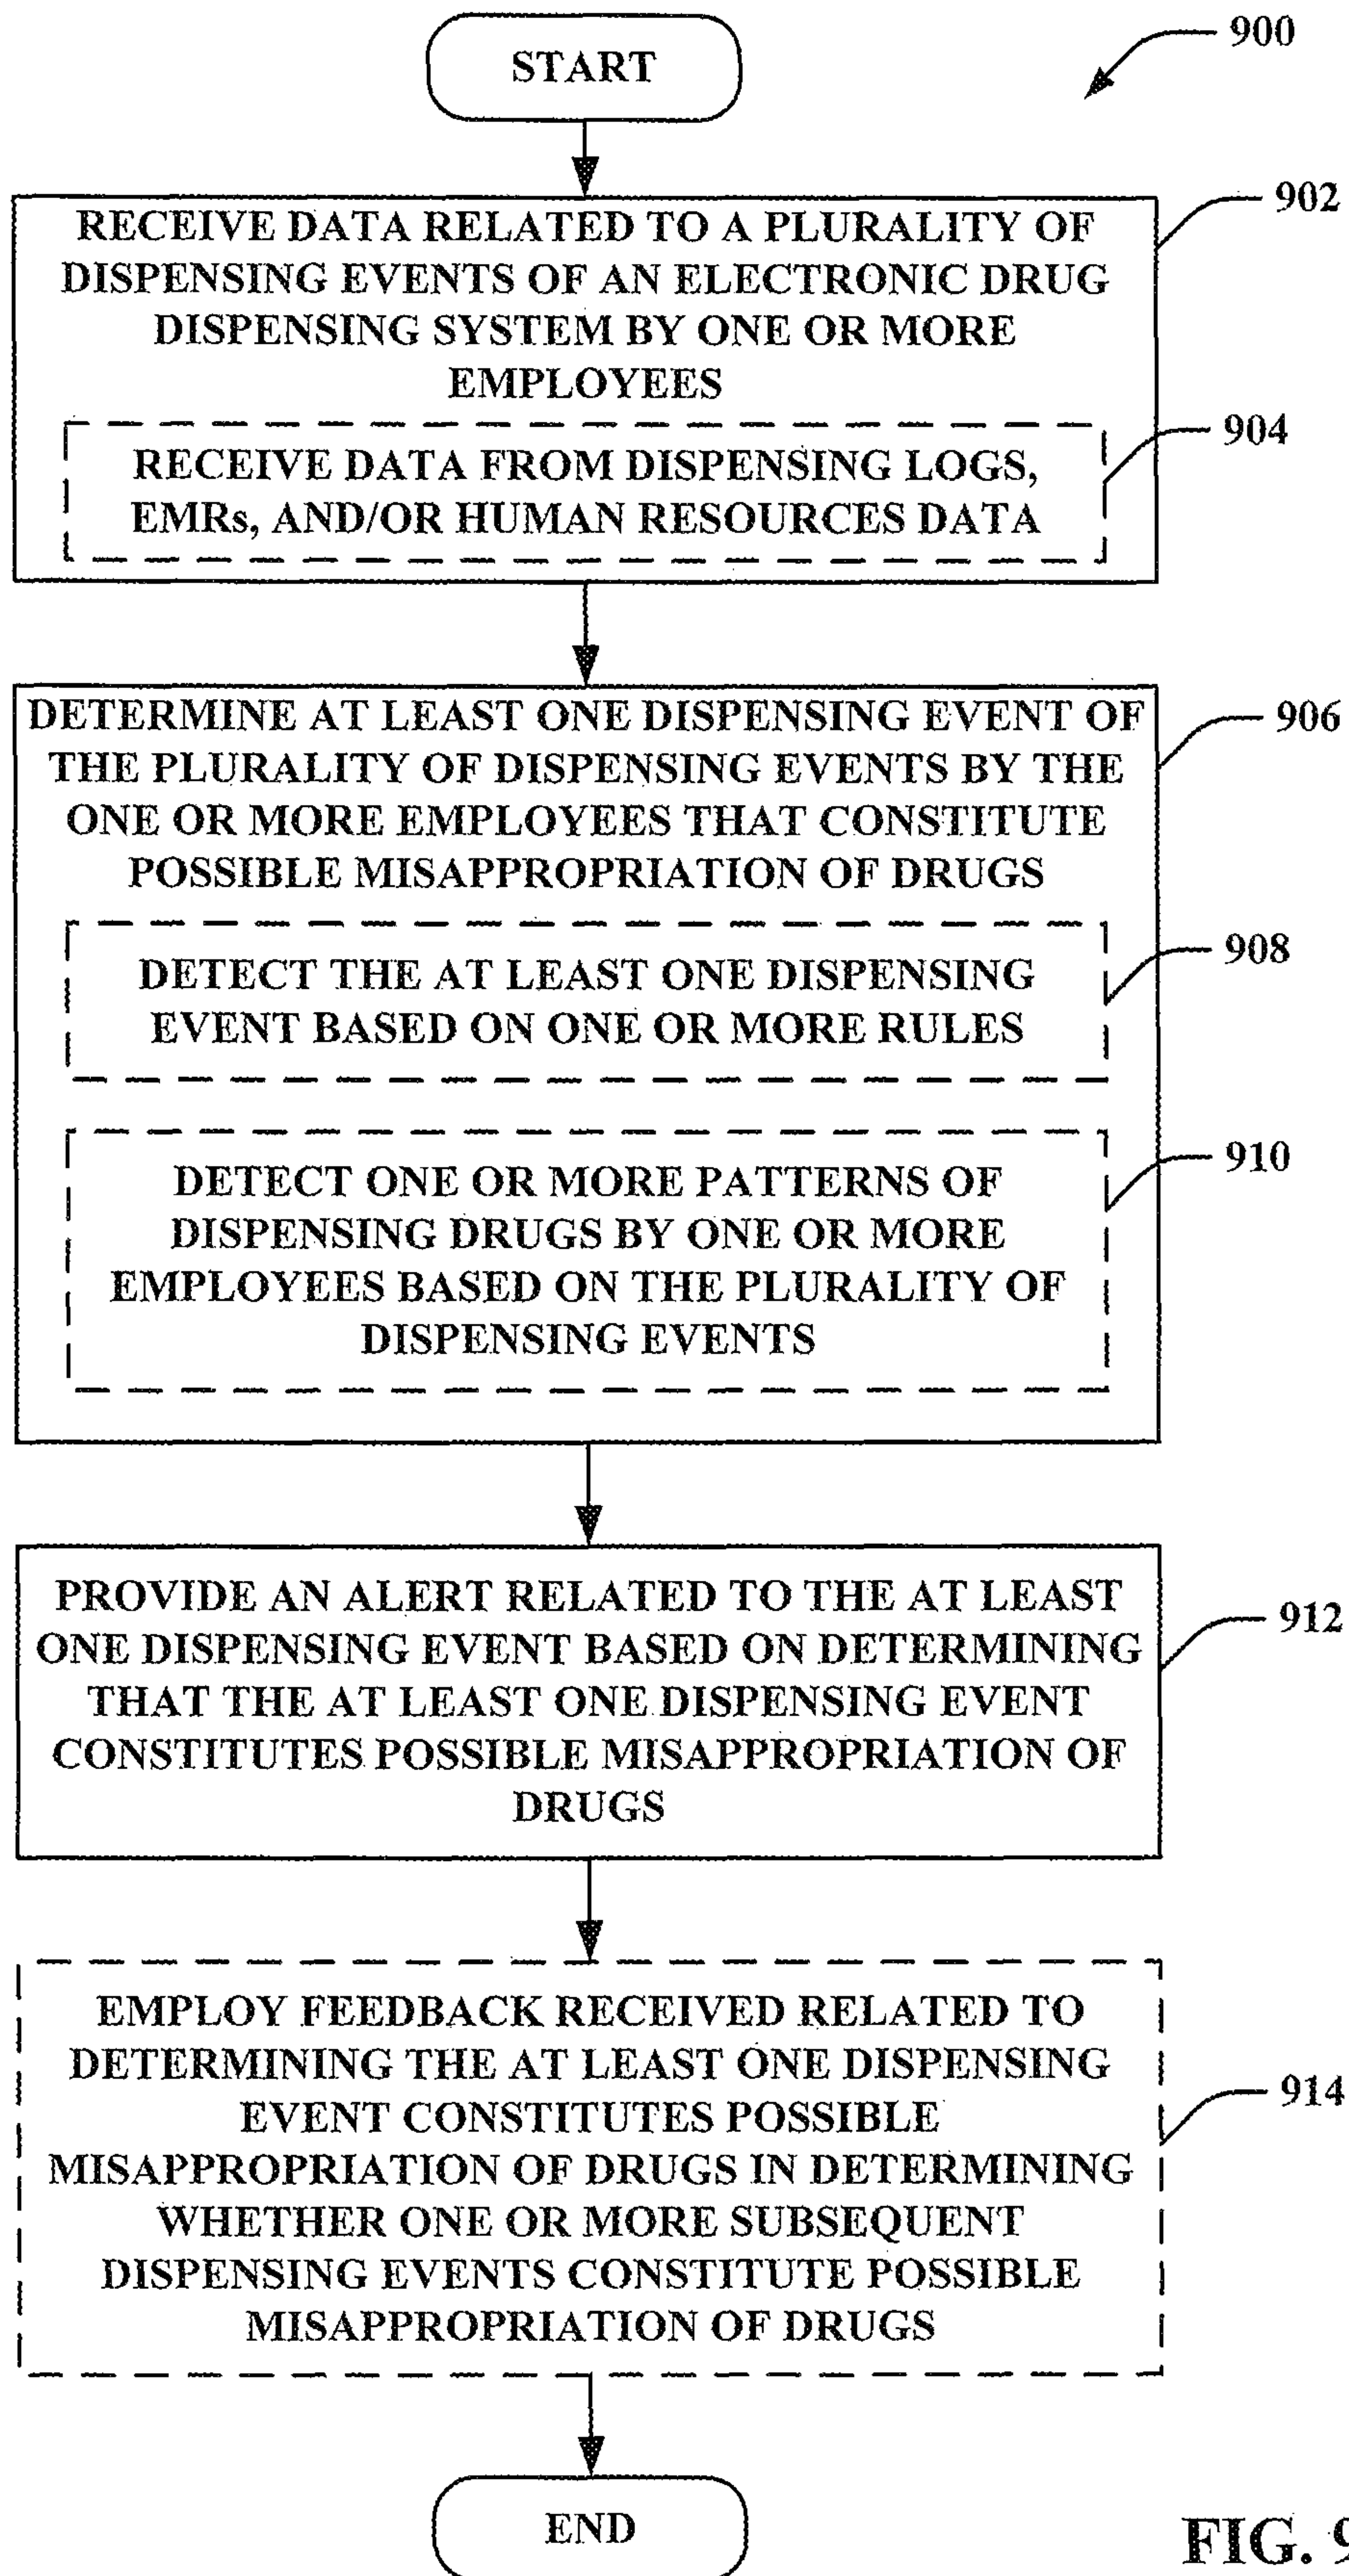 START
900
RECEIVE DATA RELATED TO A PLURALITY OF
DISPENSING EVENTS OF AN ELECTRONIC DRUG
DISPENSING SYSTEM BY ONE OR MORE
EMPLOYEES
902
RECEIVE DATA FROM DISPENSING LOGS,
EMRs, AND/OR HUMAN RESOURCES DATA
904
DETERMINE AT LEAST ONE DISPENSING EVENT OF
THE PLURALITY OF DISPENSING EVENTS BY THE
ONE OR MORE EMPLOYEES THAT CONSTITUTE
POSSIBLE MISAPPROPRIATION OF DRUGS
906
DETECT THE AT LEAST ONE DISPENSING
EVENT BASED ON ONE OR MORE RULES
908
DETECT ONE OR MORE PATTERNS OF
DISPENSING DRUGS BY ONE OR MORE
EMPLOYEES BASED ON THE PLURALITY OF
DISPENSING EVENTS
910
PROVIDE AN ALERT RELATED TO THE AT LEAST
ONE DISPENSING EVENT BASED ON DETERMINING
THAT THE AT LEAST ONE DISPENSING EVENT
CONSTITUTES POSSIBLE MISAPPROPRIATION OF
DRUGS
912
EMPLOY FEEDBACK RECEIVED RELATED TO
DETERMINING THE AT LEAST ONE DISPENSING
EVENT CONSTITUTES POSSIBLE
MISAPPROPRIATION OF DRUGS IN DETERMINING
WHETHER ONE OR MORE SUBSEQUENT
DISPENSING EVENTS CONSTITUTE POSSIBLE
MISAPPROPRIATION OF DRUGS
914
END
FIG. 9